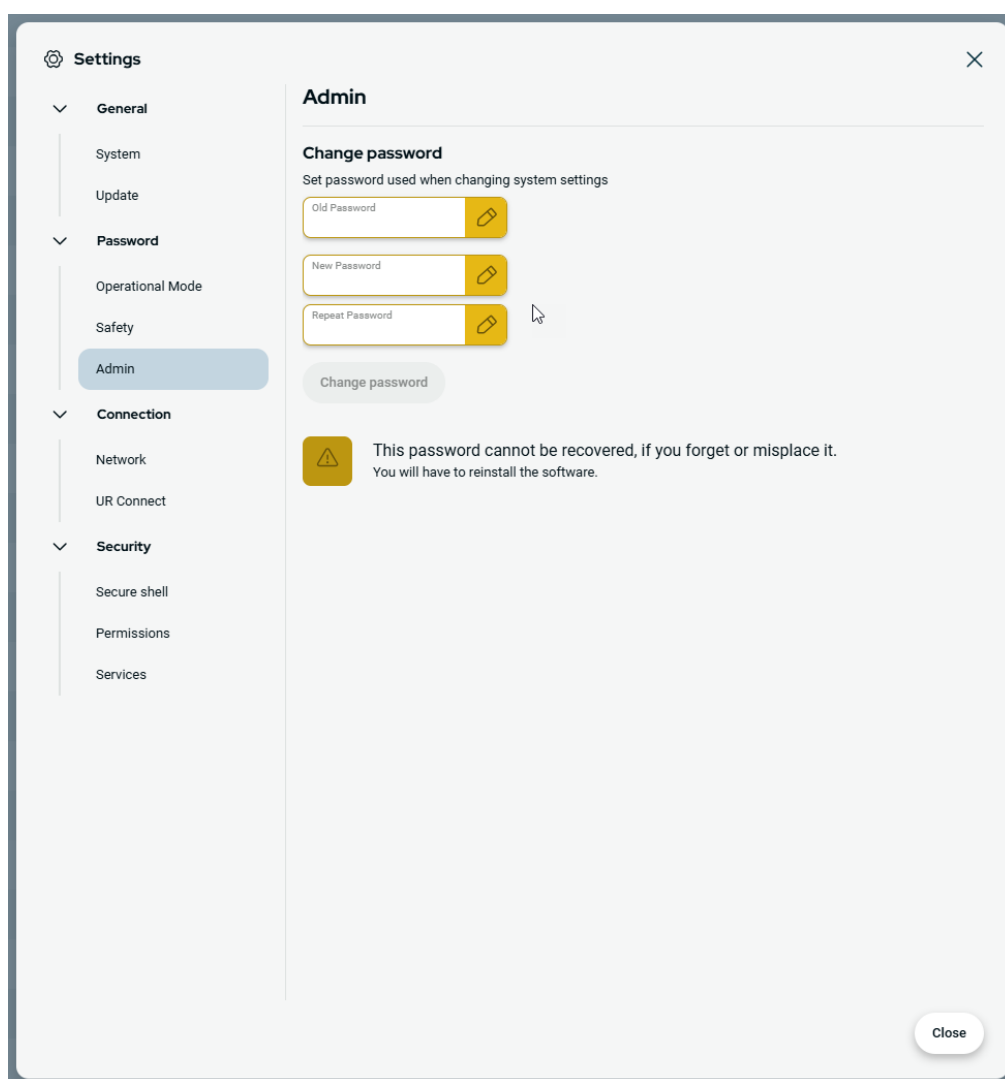 Settings
General
System
Update
Password
Operational Mode
Safety
Admin
Connection
Network
UR Connect
Security
Secure shell
Permissions
Services
Admin
Change password
Set password used when changing system settings
Old Password
New Password
Repeat Password
Change password
This password cannot be recovered, if you forget or misplace it.
You will have to reinstall the software.
Close